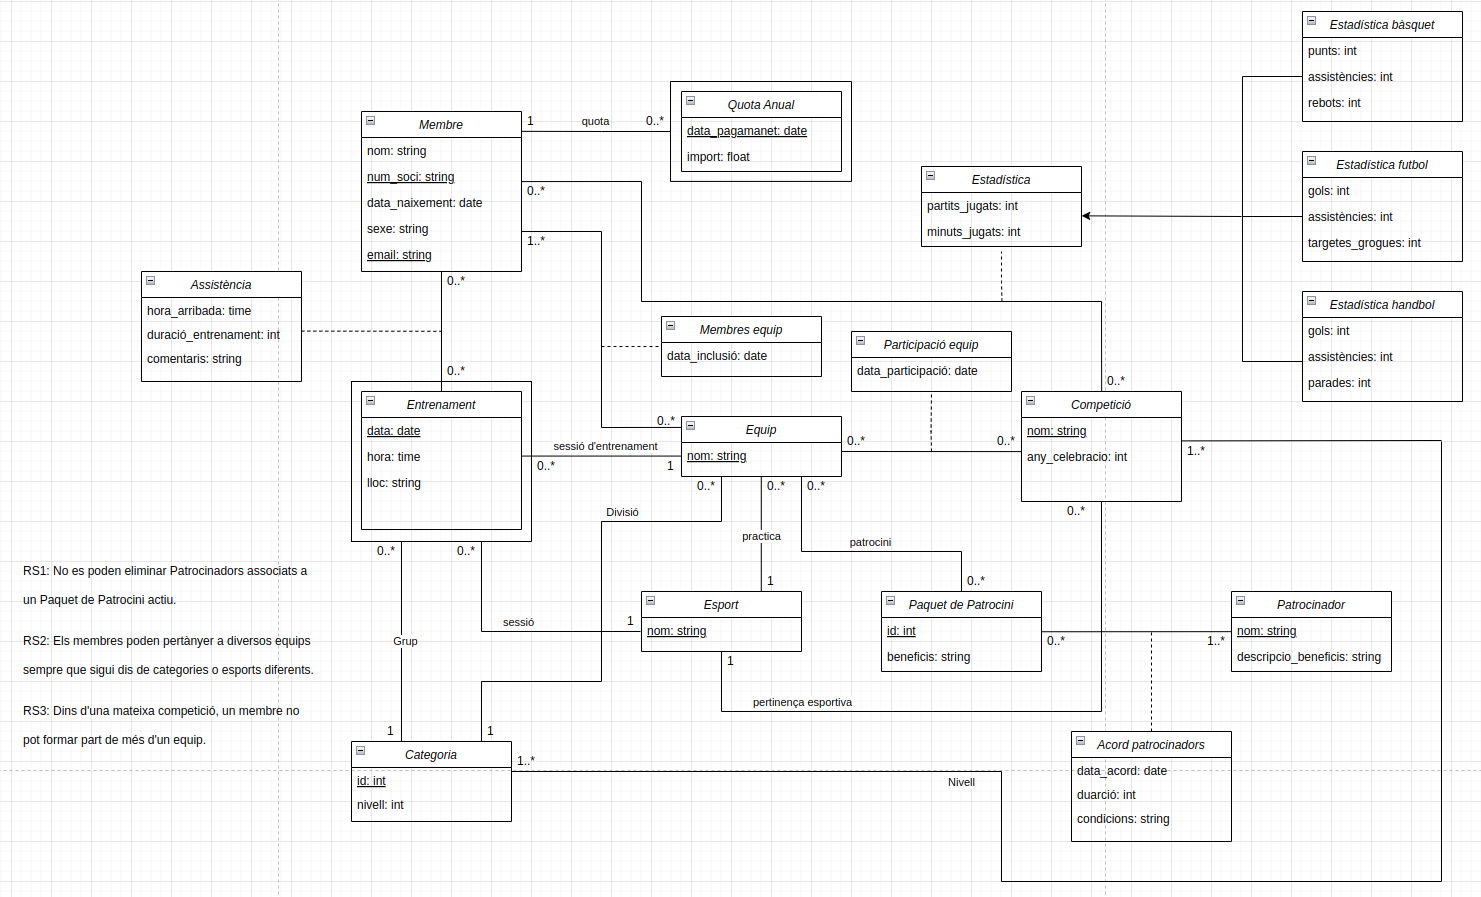 Estadística bàsquet
punts: int
assistències: int
rebots: int
Quota Anual
data_pagamanet: date
import: float
Membre
nom: string
num_soci: string
data_naixement: date
sexe: string
email: string
1
quota
0..*
0..*
1..*
0..*
Estadística
partits_jugats: int
minuts_jugats: int
Estadística futbol
gols: int
assistències: int
targetes_grogues: int
Assistència
hora_arribada: time
duració_entrenament: int
comentaris: string
Estadística handbol
gols: int
assistències: int
parades: int
Membres equip
data_inclusió: date
Participació equip
data_participació: date
0..*
0..*
Entrenament
data: date
hora: time
lloc: string
sessió d'entrenament
0..*
1
0..*
Equip
nom: string
0..*
0..*
Competició
nom: string
any_celebracio: int
1..*
0..*
0..*
0..*
0..*
Divisió
practica
patrocini
0..*
0..*
1
0..*
RS1: No es poden eliminar Patrocinadors associats a
un Paquet de Patrocini actiu.
RS2: Els membres poden pertànyer a diversos equips
sempre que sigui dis de categories o esports diferents.
RS3: Dins d'una mateixa competició, un membre no
pot formar part de més d'un equip.
sessió
1
Grup
Esport
nom: string
1
Paquet de Patrocini
id: int
beneficis: string
0..*
1..*
Patrocinador
nom: string
descripcio_beneficis: string
pertinença esportiva
1
1
Categoria
id: int
nivell: int
1..*
Nivell
Acord patrocinadors
data_acord: date
duarció: int
condicions: string